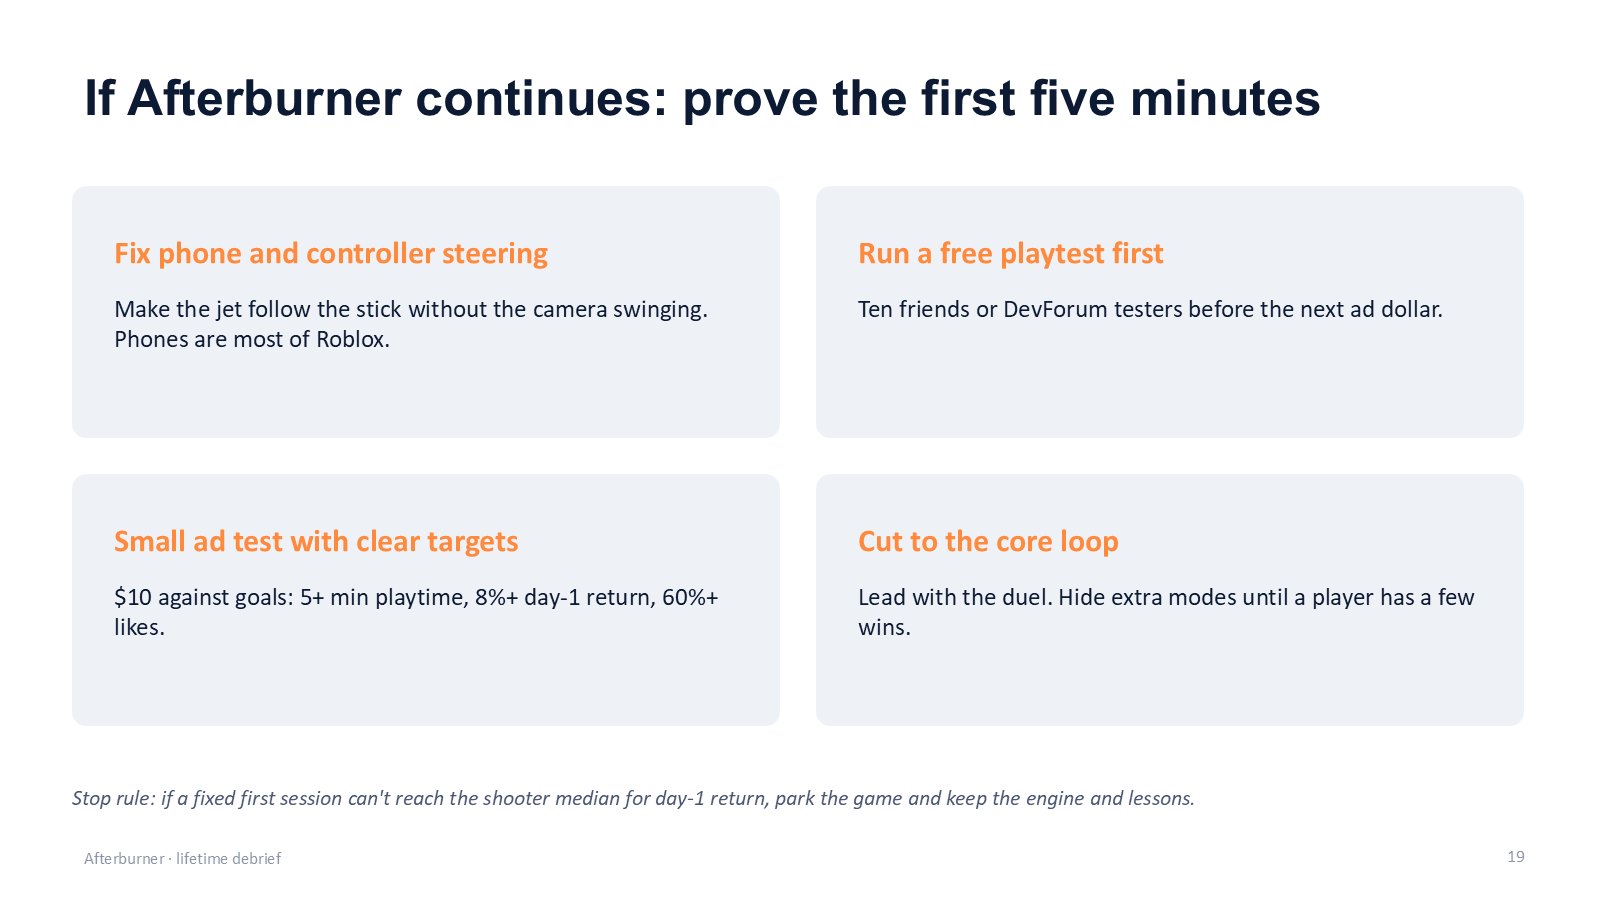 If Afterburner continues: prove the first five minutes
Fix phone and controller steering
Make the jet follow the stick without the camera swinging.
Phones are most of Roblox.
Run a free playtest first
Ten friends or DevForum testers before the next ad dollar.
Small ad test with clear targets
$10 against goals: 5+ min playtime, 8%+ day-1 return, 60%+
likes.
Cut to the core loop
Lead with the duel. Hide extra modes until a player has a few
wins.
Stop rule: if a fixed first session can't reach the shooter median for day-1 return, park the game and keep the engine and lessons.
Afterburner · lifetime debrief
19